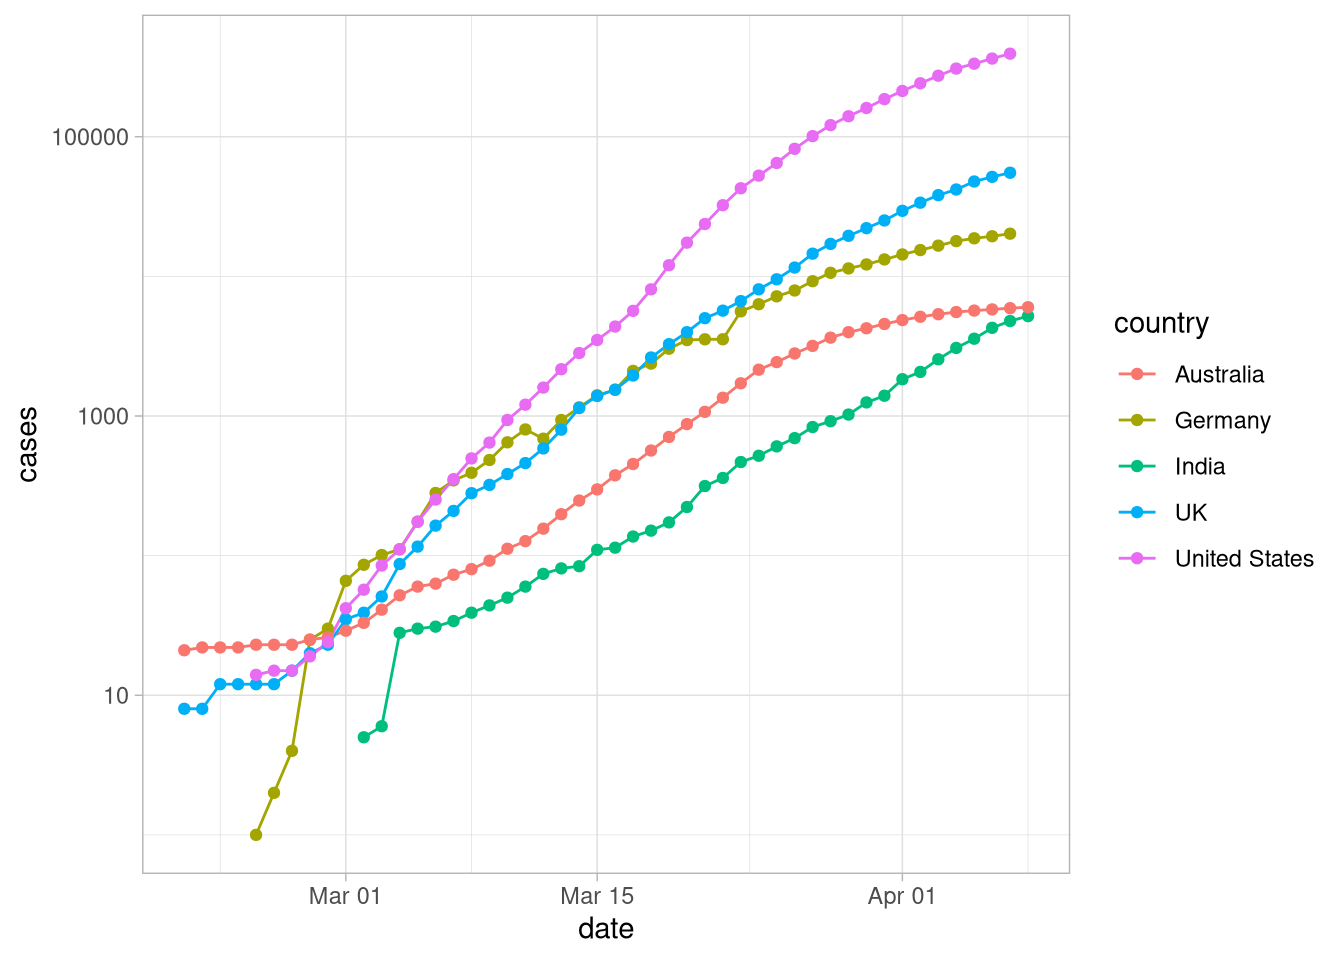 100000
1000
10
cases
Mar 01
Mar 15
Apr 01
date
country
Australia
Germany
India
UK
United States